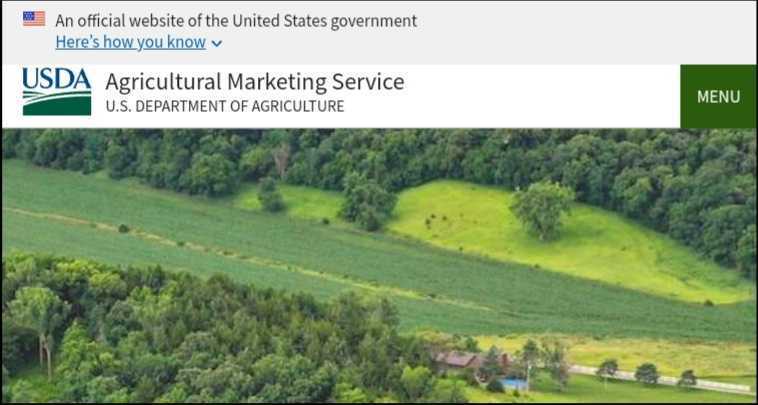 An official website of the United States government
Here's how you know
USDA
Agricultural Marketing Service
U.S. DEPARTMENT OF AGRICULTURE
MENU